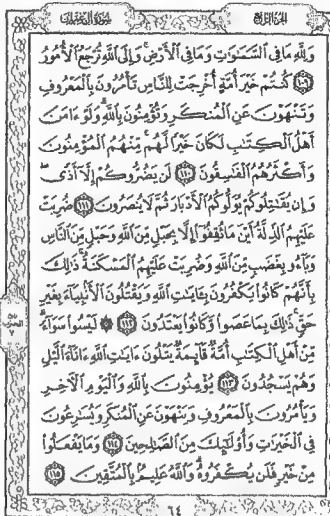 الجزء الرابع سورة آل عمران
وَلِلَّهِ مَا فِي السَّمَٰوَٰتِ وَمَا فِي الْأَرْضِ وَإِلَى اللَّهِ تُرْجَعُ الْأُمُورُ
١٠٩ كُنتُمْ خَيْرَ أُمَّةٍ أُخْرِجَتْ لِلنَّاسِ تَأْمُرُونَ بِالْمَعْرُوفِ
وَتَنْهَوْنَ عَنِ الْمُنكَرِ وَتُؤْمِنُونَ بِاللَّهِ وَلَوْ ءَامَنَ
أَهْلُ الْكِتَٰبِ لَكَانَ خَيْرًا لَّهُم مِّنْهُمُ الْمُؤْمِنُونَ
وَأَكْثَرُهُمُ الْفَٰسِقُونَ ١١٠ لَن يَضُرُّوكُمْ إِلَّا أَذًى
وَإِن يُقَٰتِلُوكُمْ يُوَلُّوكُمُ الْأَدْبَارَ ثُمَّ لَا يُنصَرُونَ ١١١ ضُرِبَتْ
عَلَيْهِمُ الذِّلَّةُ أَيْنَ مَا ثُقِفُوا إِلَّا بِحَبْلٍ مِّنَ اللَّهِ وَحَبْلٍ مِّنَ النَّاسِ
وَبَاءُو بِغَضَبٍ مِّنَ اللَّهِ وَضُرِبَتْ عَلَيْهِمُ الْمَسْكَنَةُ ذَٰلِكَ
بِأَنَّهُمْ كَانُوا يَكْفُرُونَ بِـَٔايَٰتِ اللَّهِ وَيَقْتُلُونَ الْأَنۢبِيَاءَ بِغَيْرِ
حَقٍّ ذَٰلِكَ بِمَا عَصَوا وَّكَانُوا يَعْتَدُونَ ١١٢ ۞ لَيْسُوا سَوَاءً
مِّنْ أَهْلِ الْكِتَٰبِ أُمَّةٌ قَائِمَةٌ يَتْلُونَ ءَايَٰتِ اللَّهِ ءَانَاءَ الَّيْلِ
وَهُمْ يَسْجُدُونَ ١١٣ يُؤْمِنُونَ بِاللَّهِ وَالْيَوْمِ الْءَاخِرِ
وَيَأْمُرُونَ بِالْمَعْرُوفِ وَيَنْهَوْنَ عَنِ الْمُنكَرِ وَيُسَٰرِعُونَ
فِي الْخَيْرَٰتِ وَأُولَٰئِكَ مِنَ الصَّٰلِحِينَ ١١٤ وَمَا يَفْعَلُوا
مِنْ خَيْرٍ فَلَن يُكْفَرُوهُ وَاللَّهُ عَلِيمٌۢ بِالْمُتَّقِينَ ١١٥
٦٤